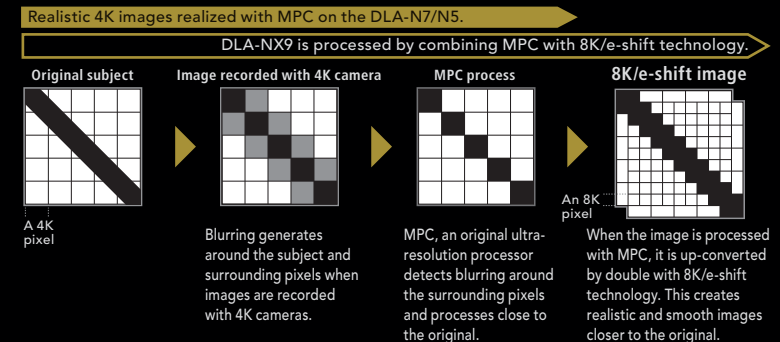 Realistic 4K images realized with MPC on the DLA-N7/N5.
DLA-NX9 is processed by combining MPC with 8K/e-shift technology.
Original subject
Image recorded with 4K camera
MPC process
8K/e-shift image
A 4K
pixel
An 8K
pixel
Blurring generates
around the subject and
surrounding pixels when
images are recorded
with 4K cameras.
MPC, an original ultra-
resolution processor
detects blurring around
the surrounding pixels
and processes close to
the original.
When the image is processed
with MPC, it is up-converted
by double with 8K/e-shift
technology. This creates
realistic and smooth images
closer to the original.